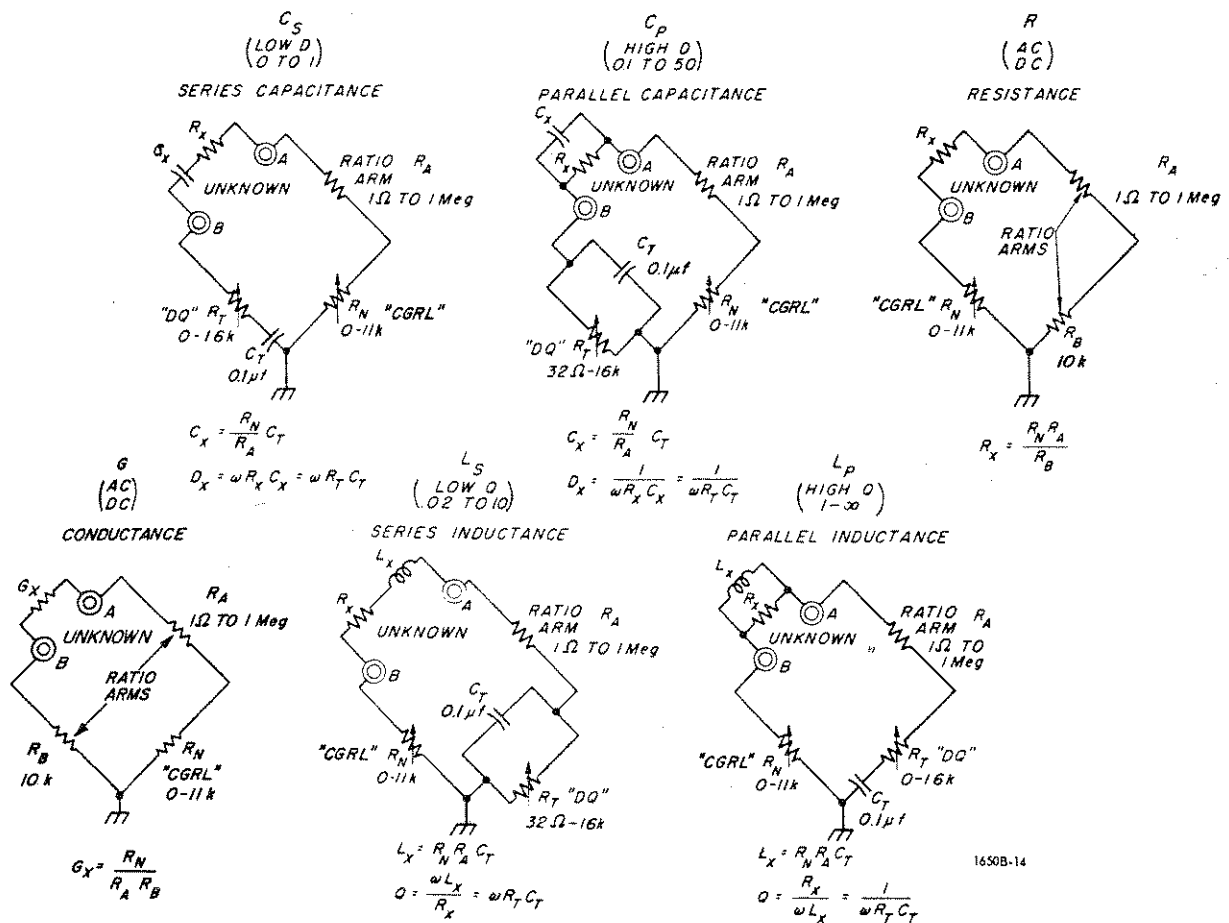 C_S
(LOW D
0 TO 1)
SERIES CAPACITANCE
R_X
C_X
A
UNKNOWN
B
RATIO R_A
ARM
1Ω TO 1 Meg
"DQ" R_T
0-16k
C_T
0.1μf
R_N "CGRL"
0-11k
C_X = R_N/R_A C_T
D_X = ωR_X C_X = ωR_T C_T
C_P
(HIGH D
0.1 TO 50)
PARALLEL CAPACITANCE
C_X
R_X
A
UNKNOWN
B
RATIO R_A
ARM
1Ω TO 1 Meg
C_T
0.1μf
"DQ" R_T
32Ω-16k
R_N "CGRL"
0-11k
C_X = R_N/R_A C_T
D_X = 1/ωR_X C_X = 1/ωR_T C_T
R
(AC
DC)
RESISTANCE
R_X
A
UNKNOWN
B
R_A
1Ω TO 1 Meg
RATIO
ARMS
"CGRL" R_N
0-11k
R_B
10k
R_X = R_N R_A/R_B
G
(AC
DC)
CONDUCTANCE
G_X
A
UNKNOWN
B
R_A
1Ω TO 1 Meg
RATIO
ARMS
R_B
10k
R_N
"CGRL"
0-11k
G_X = R_N/R_A R_B
L_S
(LOW Q
.02 TO 10)
SERIES INDUCTANCE
L_X
R_X
A
UNKNOWN
B
RATIO R_A
ARM
1Ω TO 1 Meg
C_T
0.1μf
"CGRL" R_N
0-11k
R_T "DQ"
32Ω-16k
L_X = R_N R_A C_T
Q = ωL_X/R_X = ωR_T C_T
L_P
(HIGH Q
1-∞)
PARALLEL INDUCTANCE
L_X
R_X
A
UNKNOWN
B
RATIO R_A
ARM
1Ω TO
1 Meg
"CGRL" R_N
0-11k
R_T "DQ"
0-16k
C_T
0.1μf
L_X = R_N R_A C_T
Q = R_X/ωL_X = 1/ωR_T C_T
1650B-14